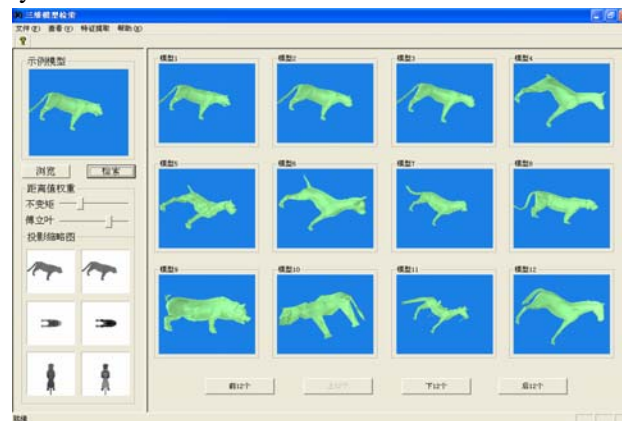 三维模型检索
文件(F) 查看(V) 特征提取 帮助(H)
示例模型
浏览 检索
距离值权重
不变矩
傅立叶
投影缩略图
模型1 模型2 模型3 模型4
模型5 模型6 模型7 模型8
模型9 模型10 模型11 模型12
前12个 上12个 下12个 后12个
就绪